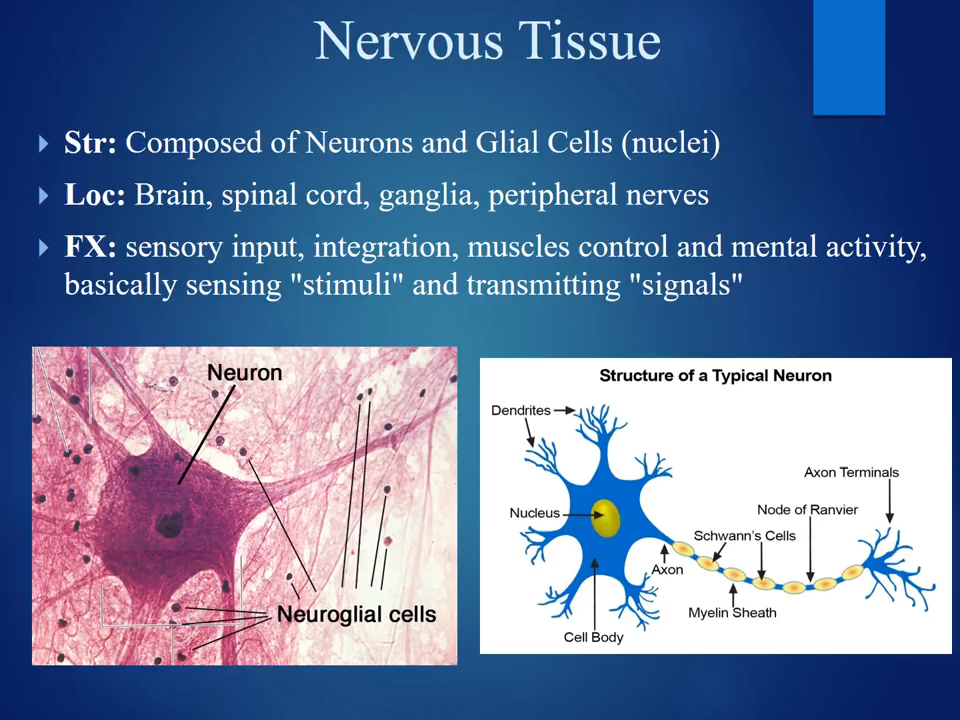 Nervous Tissue
Str: Composed of Neurons and Glial Cells (nuclei)
Loc: Brain, spinal cord, ganglia, peripheral nerves
FX: sensory input, integration, muscles control and mental activity,
basically sensing "stimuli" and transmitting "signals"
Neuron
Neuroglial cells
Structure of a Typical Neuron
Dendrites
Axon Terminals
Nucleus
Node of Ranvier
Schwann's Cells
Axon
Myelin Sheath
Cell Body